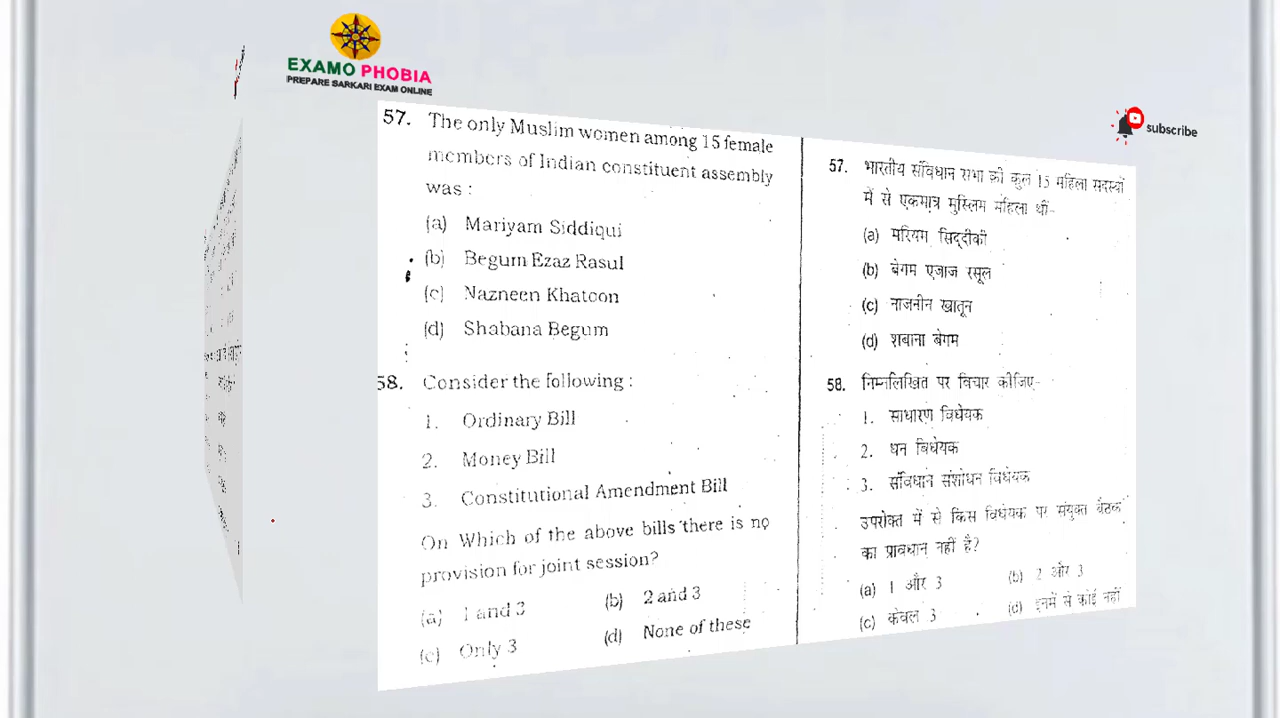 EXAMO PHOBIA
PREPARE SARKARI EXAM ONLINE
subscribe
57. The only Muslim women among 15 female
members of Indian constituent assembly
was :
(a) Mariyam Siddiqui
(b) Begum Ezaz Rasul
(c) Nazneen Khatoon
(d) Shabana Begum
58. Consider the following :
1. Ordinary Bill
2. Money Bill
3. Constitutional Amendment Bill
On Which of the above bills there is no
provision for joint session?
(a) 1 and 3 (b) 2 and 3
(c) Only 3 (d) None of these
57. भारतीय संविधान सभा की कुल 15 महिला सदस्यों
में से एकमात्र मुस्लिम महिला थीं-
(a) मरियम सिद्दीकी
(b) बेगम एजाज रसूल
(c) नाजनीन खातून
(d) शबाना बेगम
58. निम्नलिखित पर विचार कीजिए-
1. साधारण विधेयक
2. धन विधेयक
3. संविधान संशोधन विधेयक
उपरोक्त में से किस विधेयक पर संयुक्त बैठक
का प्रावधान नहीं है?
(a) 1 और 3 (b) 2 और 3
(c) केवल 3 (d) इनमें से कोई नहीं